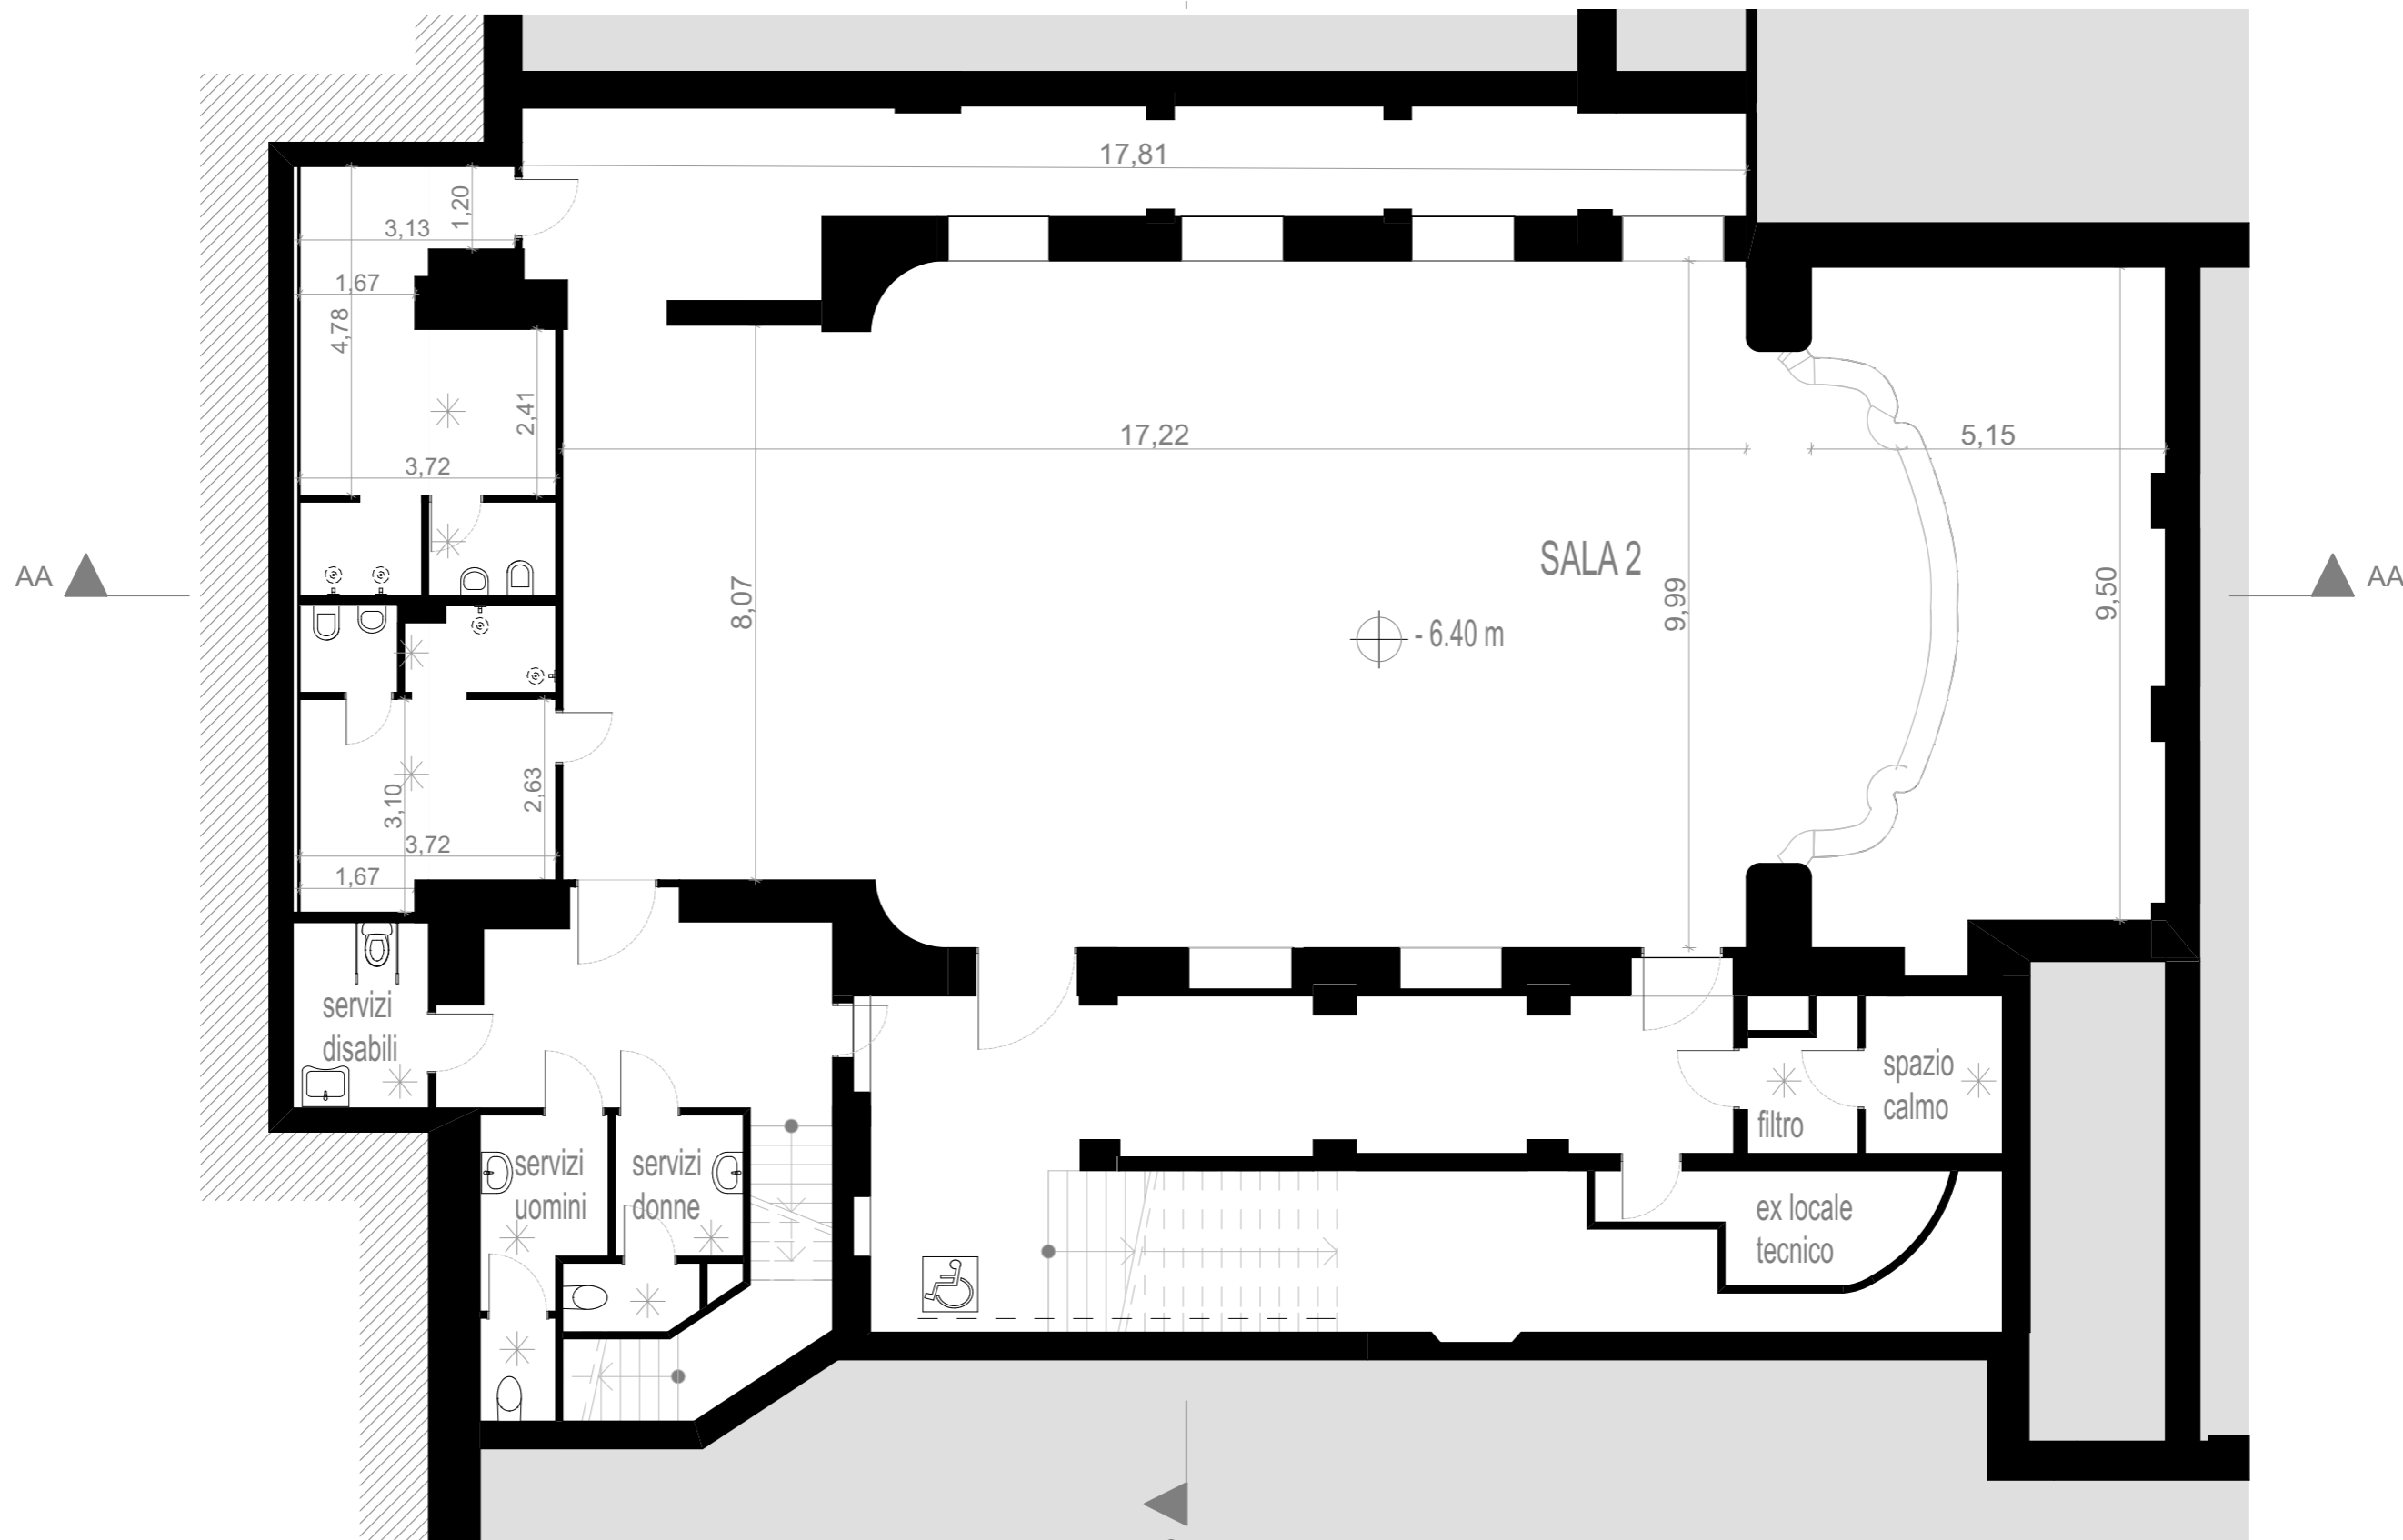 17,81
1,20
3,13
1,67
4,78
2,41
17,22
5,15
3,72
SALA 2
AA
AA
8,07
9,99
9,50
- 6.40 m
2,63
3,10
3,72
1,67
servizi
disabili
spazio
calmo
filtro
servizi
uomini
servizi
donne
ex locale
tecnico